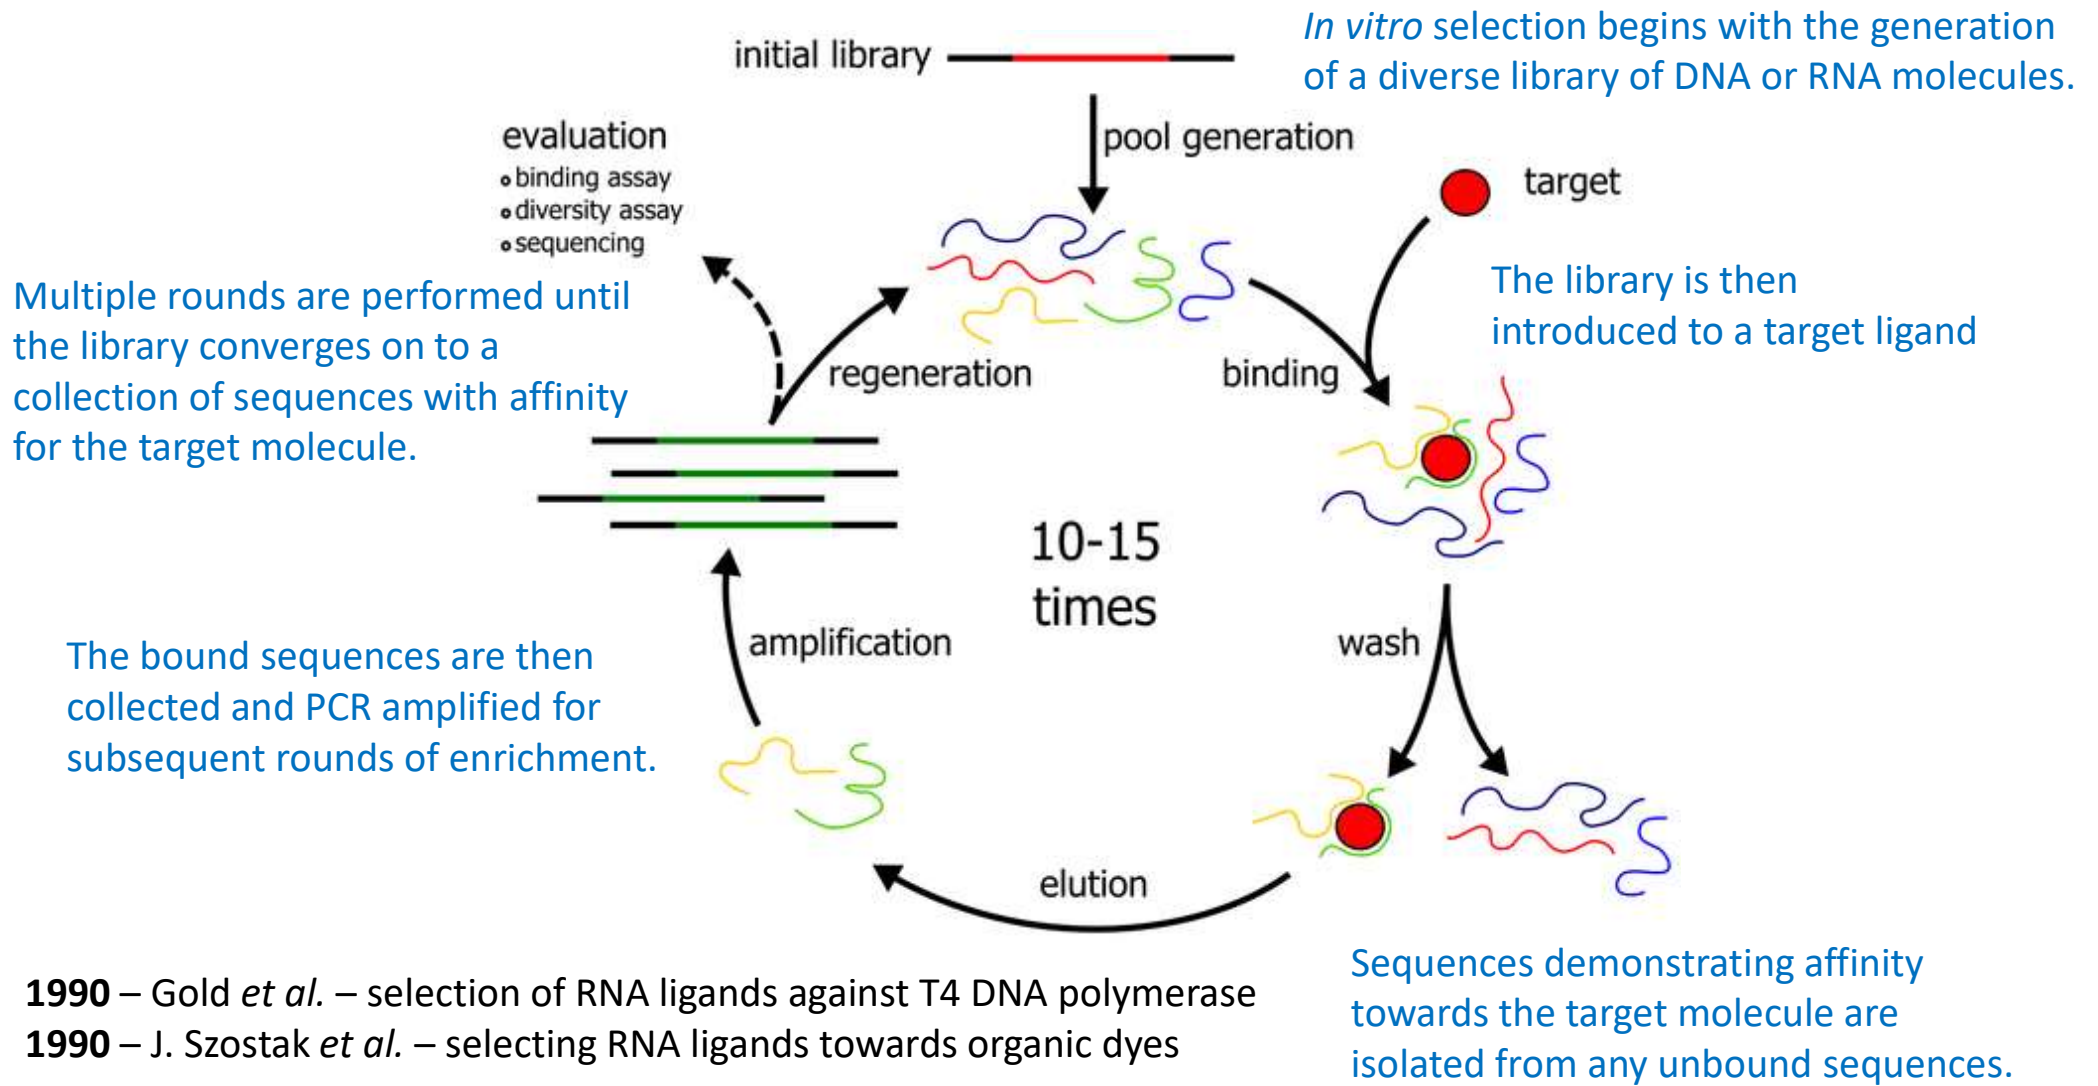 initial library
In vitro selection begins with the generation
of a diverse library of DNA or RNA molecules.
pool generation
evaluation
binding assay
diversity assay
sequencing
target
The library is then
introduced to a target ligand
Multiple rounds are performed until
the library converges on to a
collection of sequences with affinity
for the target molecule.
regeneration
binding
10-15
times
wash
amplification
The bound sequences are then
collected and PCR amplified for
subsequent rounds of enrichment.
elution
Sequences demonstrating affinity
towards the target molecule are
isolated from any unbound sequences.
1990 – Gold et al. – selection of RNA ligands against T4 DNA polymerase
1990 – J. Szostak et al. – selecting RNA ligands towards organic dyes